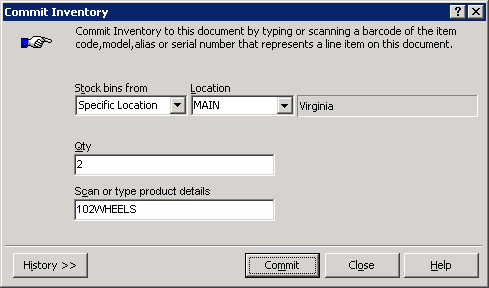 Commit Inventory
Commit Inventory to this document by typing or scanning a barcode of the item
code,model,alias or serial number that represents a line item on this document.
Stock bins from Location
Specific Location MAIN Virginia
Qty
2
Scan or type product details
102WHEELS
History >> Commit Close Help